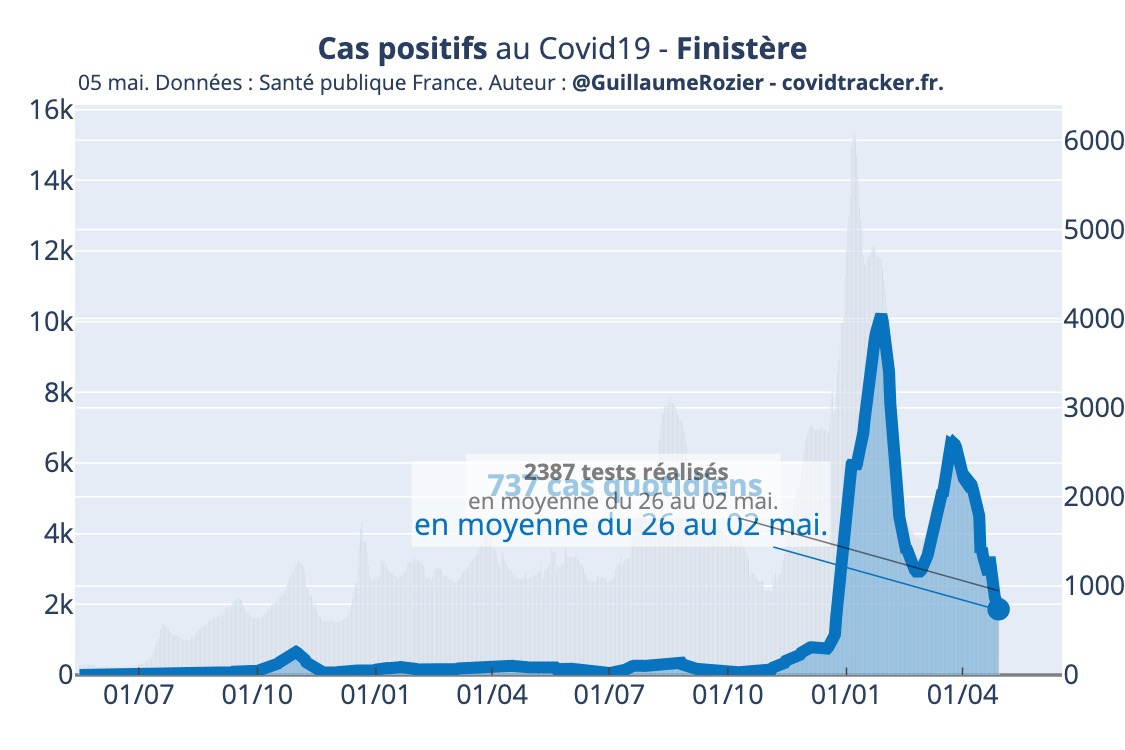 Cas positifs au Covid19 - Finistère
05 mai. Données : Santé publique France. Auteur : @GuillaumeRozier - covidtracker.fr.
16k
14k
12k
10k
8k
6k
4k
2k
0
6000
5000
4000
3000
2000
1000
0
2387 tests réalisés
en moyenne du 26 au 02 mai.
737 cas quotidiens
en moyenne du 26 au 02 mai.
01/07
01/10
01/01
01/04
01/07
01/10
01/01
01/04